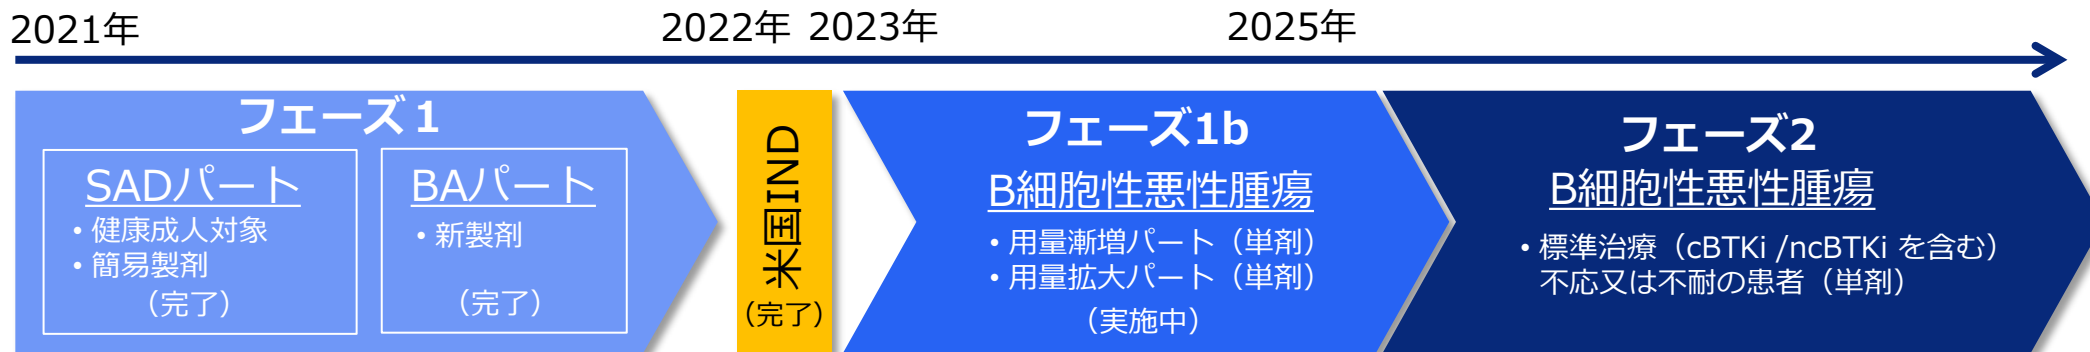 2021年
2022年
2023年
2025年
フェーズ1
SADパート
・健康成人対象
・簡易製剤
（完了）
BAパート
・新製剤
（完了）
米国IND
（完了）
フェーズ1b
B細胞性悪性腫瘍
・用量漸増パート（単剤）
・用量拡大パート（単剤）
（実施中）
フェーズ2
B細胞性悪性腫瘍
・標準治療（cBTKi /ncBTKi を含む）
不応又は不耐の患者（単剤）